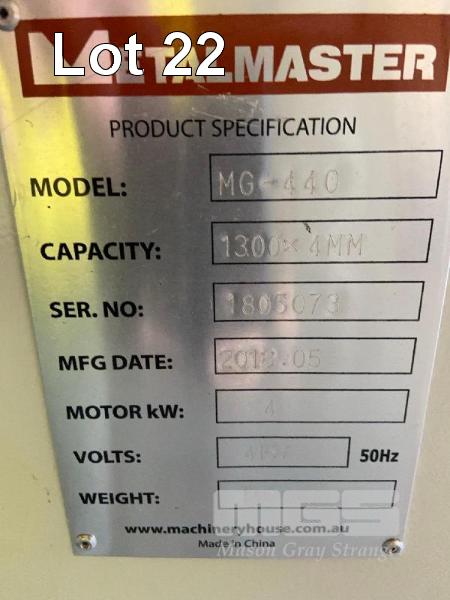 Lot 22
METALMASTER
PRODUCT SPECIFICATION
MODEL: MG-440
CAPACITY: 1300×4MM
SER. NO: 1805073
MFG DATE: 2018.05
MOTOR kW: 4
VOLTS: 50Hz
WEIGHT:
MGS
www.machineryhouse.com.au
Made in China
Mason Gray Strange